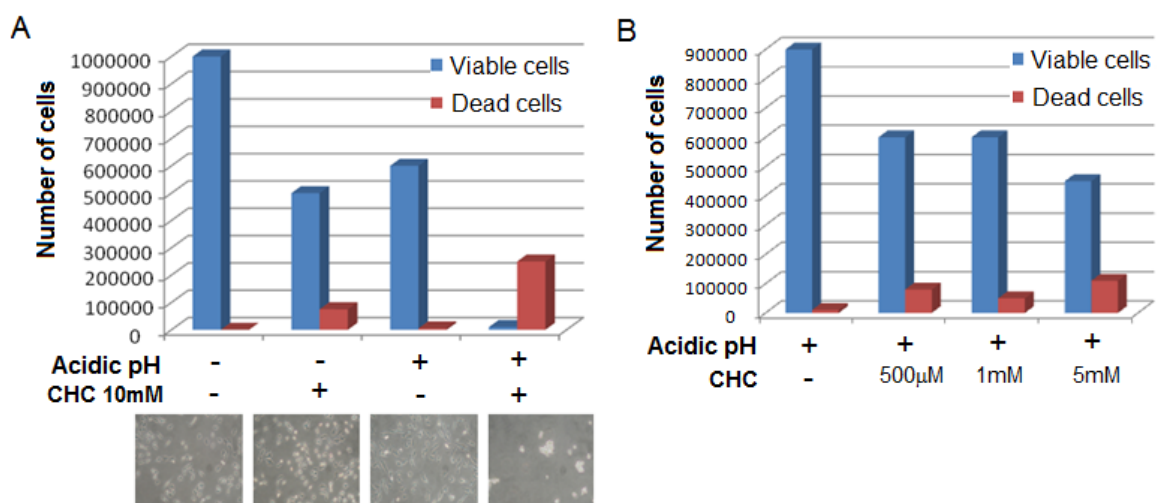 A
Number of cells
1000000
900000
800000
700000
600000
500000
400000
300000
200000
100000
0
Viable cells
Dead cells
Acidic pH - - + +
CHC 10mM - + - +
B
Number of cells
900000
800000
700000
600000
500000
400000
300000
200000
100000
0
Viable cells
Dead cells
Acidic pH + + + +
CHC - 500µM 1mM 5mM